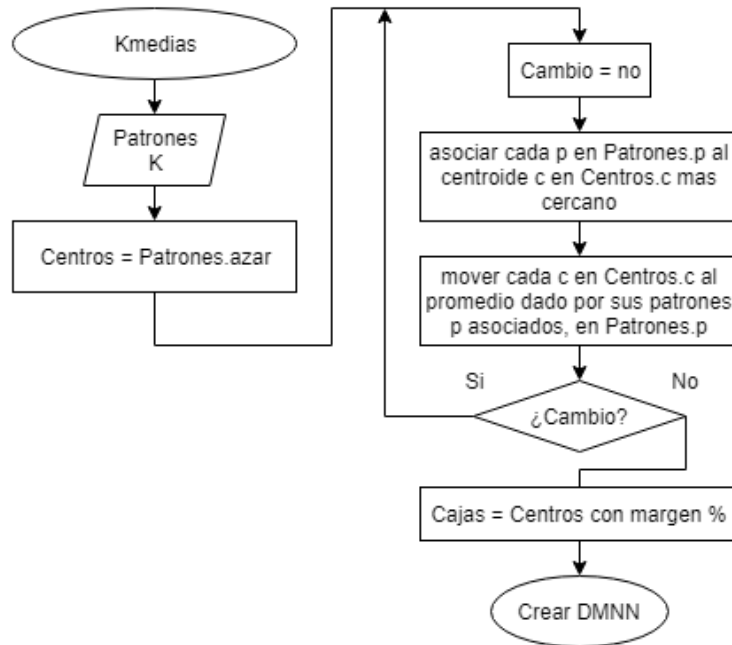 Kmedias
Patrones
K
Centros = Patrones.azar
Cambio = no
asociar cada p en Patrones.p al
centroide c en Centros.c mas
cercano
mover cada c en Centros.c al
promedio dado por sus patrones
p asociados, en Patrones.p
Si
No
¿Cambio?
Cajas = Centros con margen %
Crear DMNN